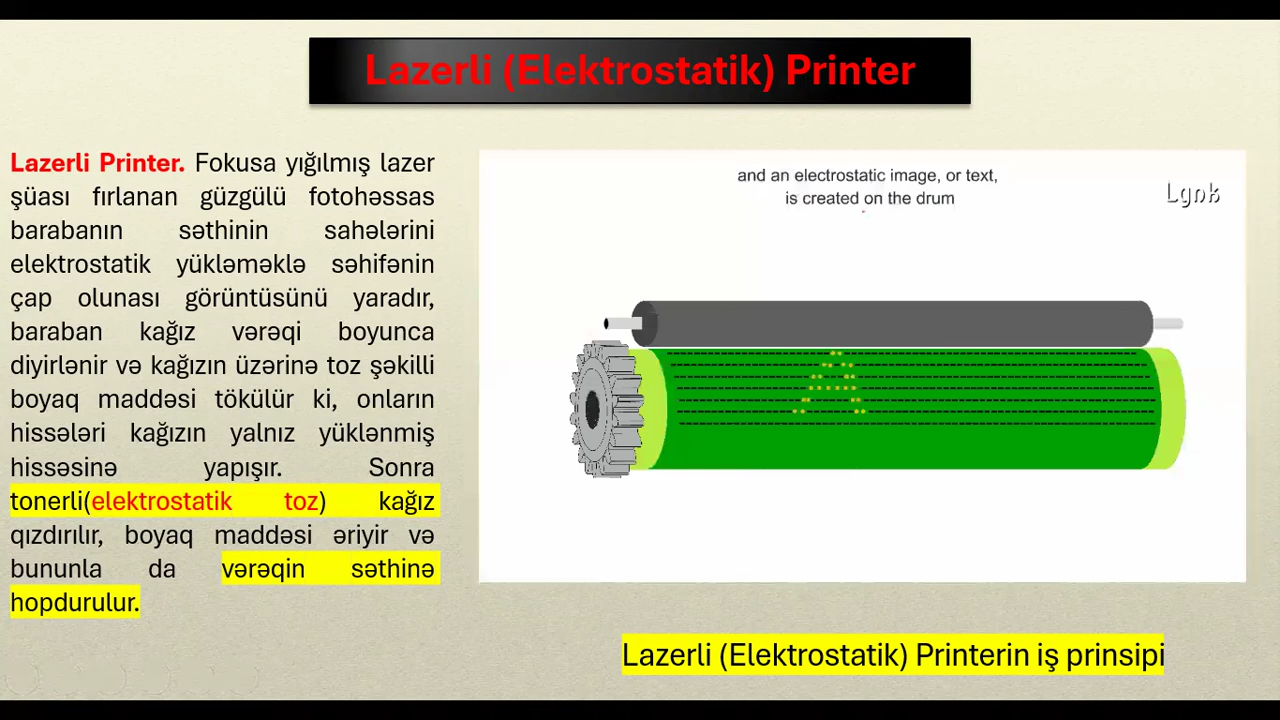 Lazerli (Elektrostatik) Printer
Lazerli Printer. Fokusa yığılmış lazer
şüası fırlanan güzgülü fotohəssas
barabanın səthinin sahələrini
elektrostatik yükləməklə səhifənin
çap olunası görüntüsünü yaradır,
baraban kağız vərəqi boyunca
diyirlənir və kağızın üzərinə toz şəkilli
boyaq maddəsi tökülür ki, onların
hissələri kağızın yalnız yüklənmiş
hissəsinə yapışır. Sonra
tonerli(elektrostatik toz) kağız
qızdırılır, boyaq maddəsi əriyir və
bununla da vərəqin səthinə
hopdurulur.
and an electrostatic image, or text,
is created on the drum
Lgnk
Lazerli (Elektrostatik) Printerin iş prinsipi